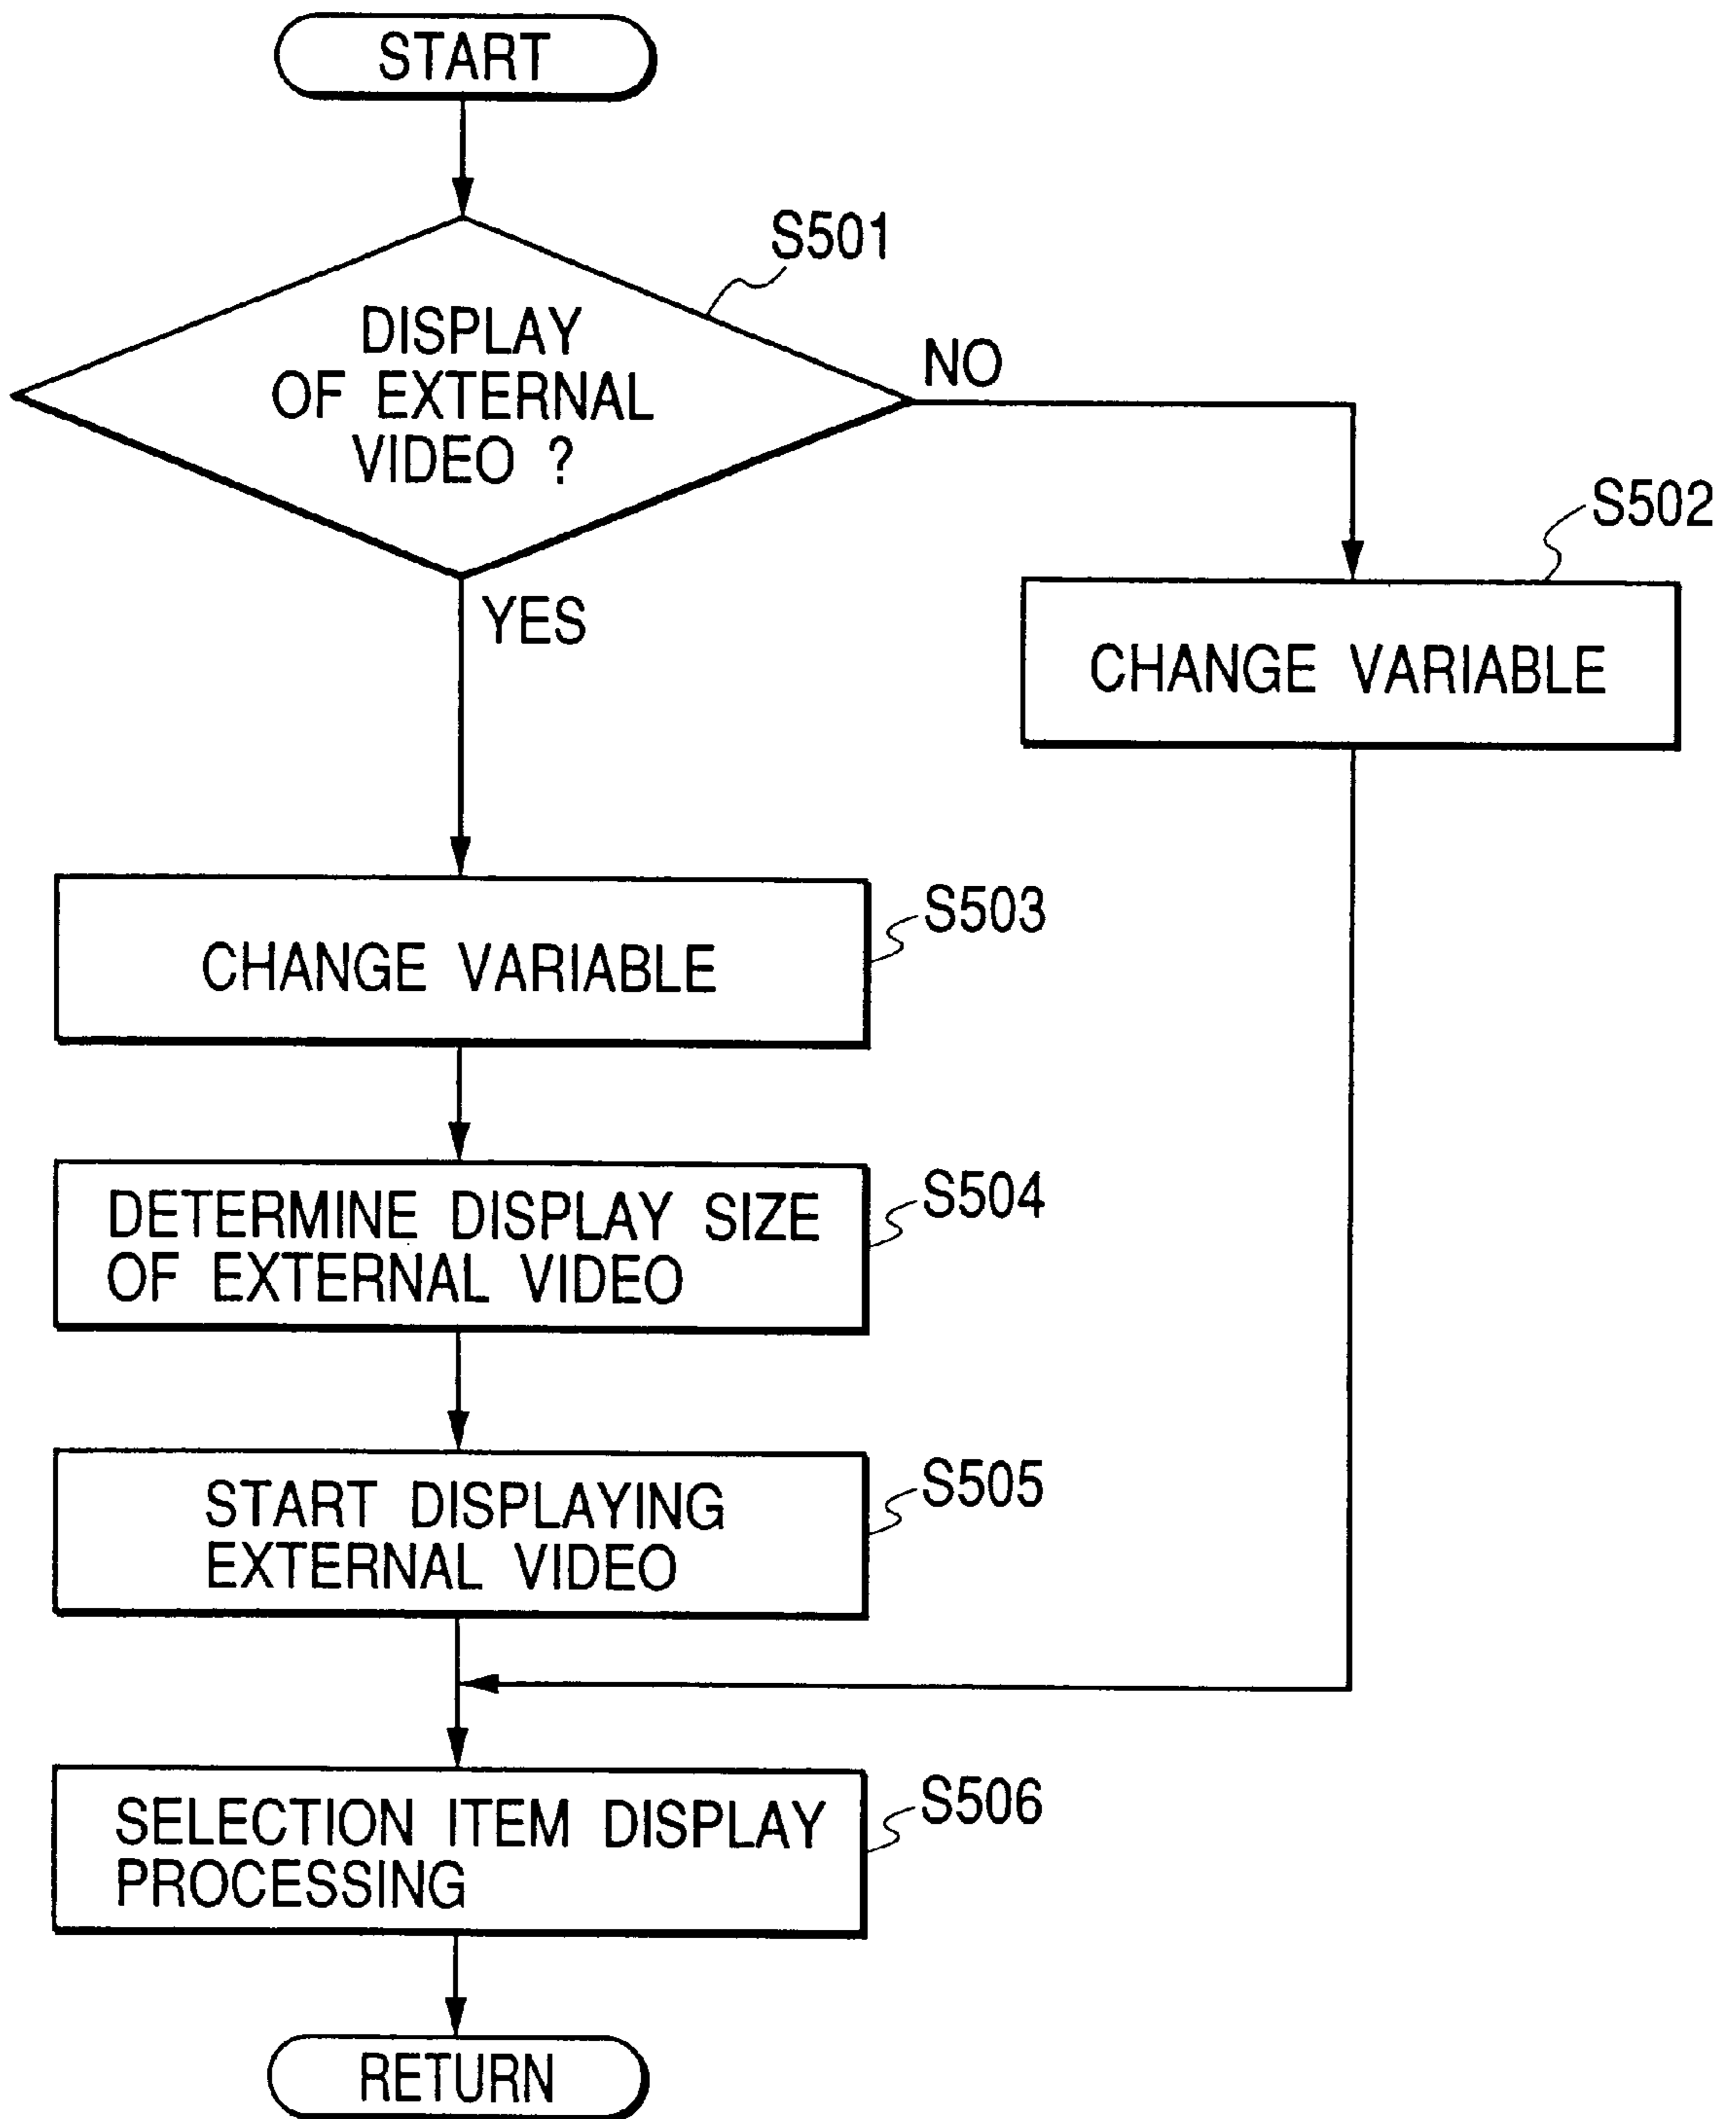 START
S501
DISPLAY
OF EXTERNAL
VIDEO ?
NO
YES
S502
CHANGE VARIABLE
S503
CHANGE VARIABLE
S504
DETERMINE DISPLAY SIZE
OF EXTERNAL VIDEO
S505
START DISPLAYING
EXTERNAL VIDEO
S506
SELECTION ITEM DISPLAY
PROCESSING
RETURN